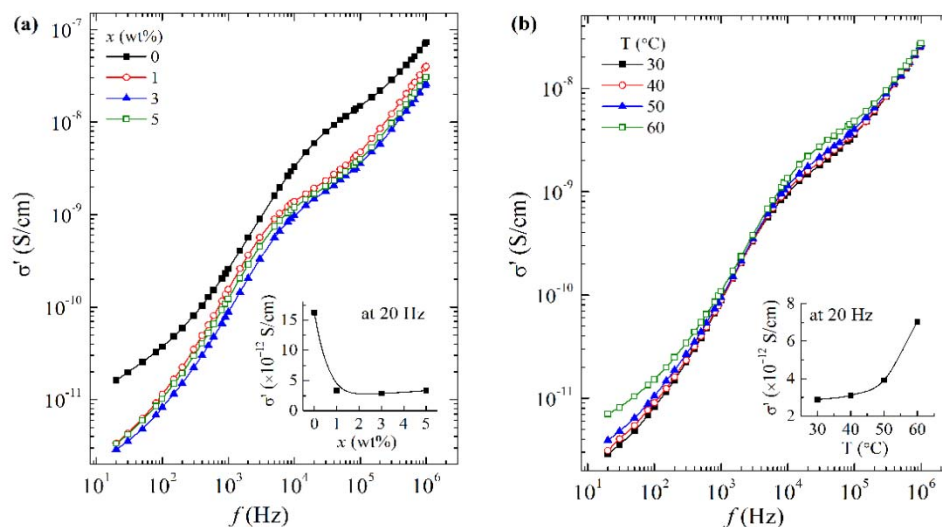 (a)
x (wt%)
0
1
3
5
10⁻⁷
10⁻⁸
10⁻⁹
10⁻¹⁰
10⁻¹¹
σ' (S/cm)
10¹ 10² 10³ 10⁴ 10⁵ 10⁶
f (Hz)
at 20 Hz
15
10
5
0
σ' (×10⁻¹² S/cm)
0 1 2 3 4 5
x (wt%)
(b)
T (°C)
30
40
50
60
10⁻⁸
10⁻⁹
10⁻¹⁰
10⁻¹¹
σ' (S/cm)
10¹ 10² 10³ 10⁴ 10⁵ 10⁶
f (Hz)
at 20 Hz
8
6
4
2
σ' (×10⁻¹² S/cm)
30 40 50 60
T (°C)